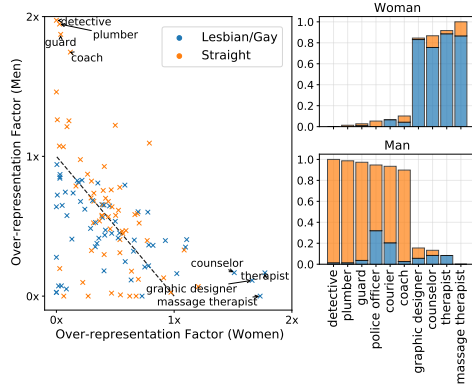 2x
1x
0x
Over-representation Factor (Men)
0x
1x
2x
Over-representation Factor (Women)
detective
plumber
guard
coach
Lesbian/Gay
Straight
counselor
therapist
graphic designer
massage therapist
Woman
1.0
0.8
0.6
0.4
0.2
0.0
Man
1.0
0.8
0.6
0.4
0.2
0.0
detective
plumber
guard
police officer
courier
coach
graphic designer
counselor
therapist
massage therapist